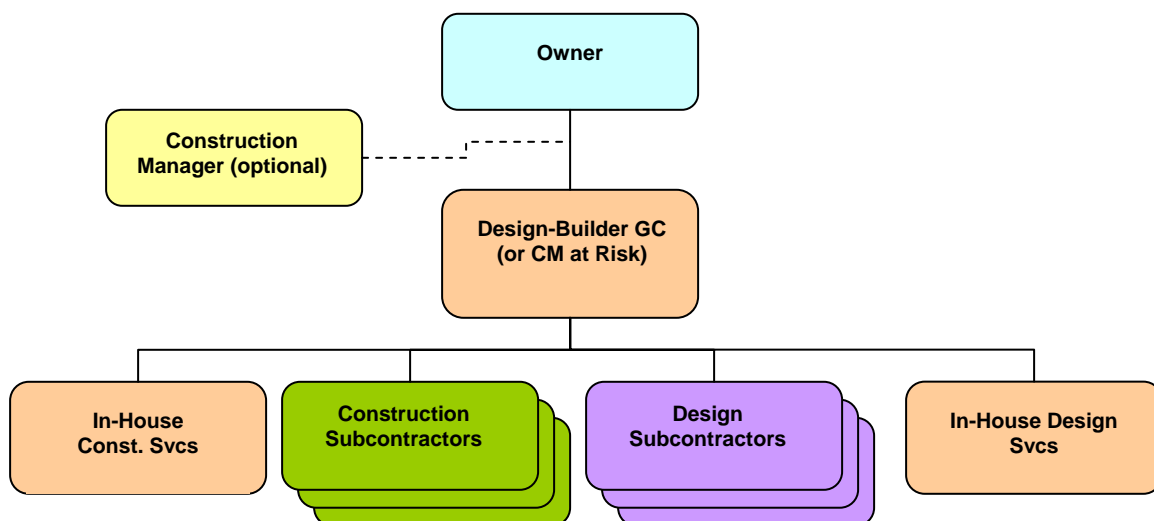 Owner
Construction
Manager (optional)
Design-Builder GC
(or CM at Risk)
In-House
Const. Svcs
Construction
Subcontractors
Design
Subcontractors
In-House Design
Svcs